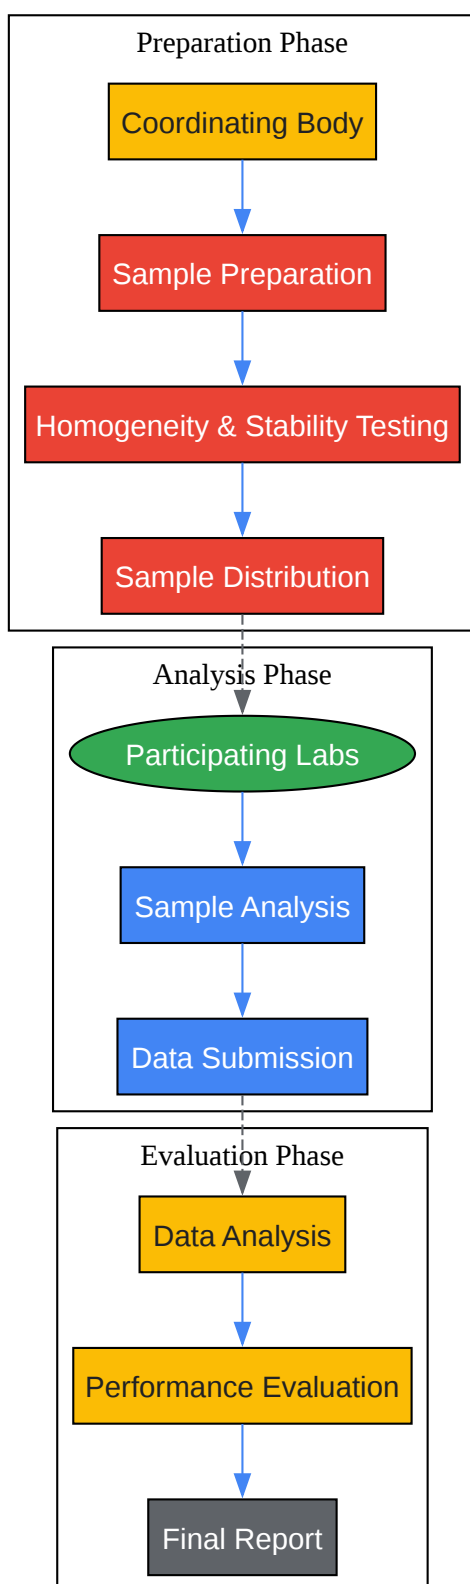 Preparation Phase
Coordinating Body
Sample Preparation
Homogeneity & Stability Testing
Sample Distribution
Analysis Phase
Participating Labs
Sample Analysis
Data Submission
Evaluation Phase
Data Analysis
Performance Evaluation
Final Report